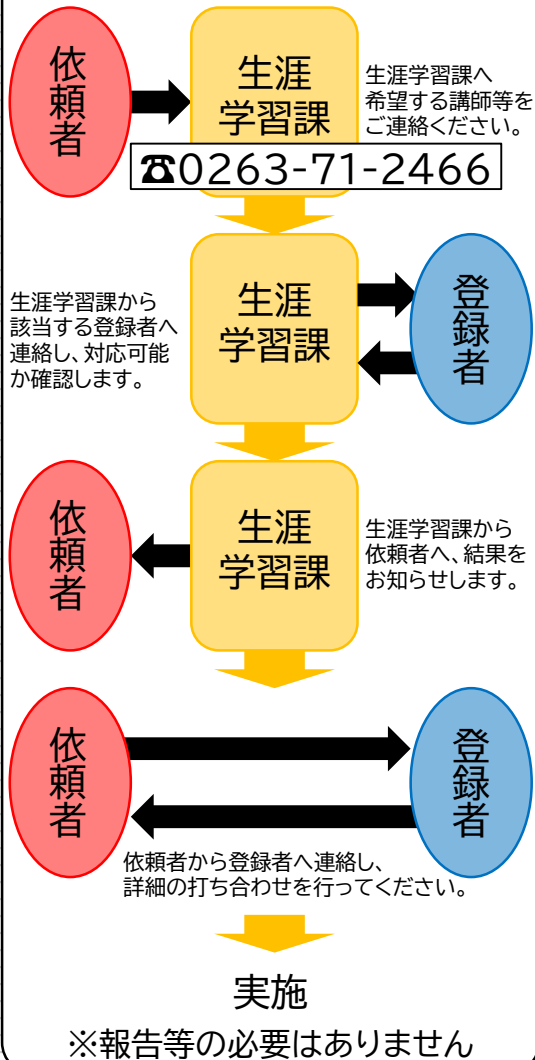 依頼者
生涯
学習課
生涯学習課へ
希望する講師等を
ご連絡ください。
☎0263-71-2466
生涯学習課から
該当する登録者へ
連絡し、対応可能
か確認します。
生涯
学習課
登録者
依頼者
生涯
学習課
生涯学習課から
依頼者へ、結果を
お知らせします。
依頼者
登録者
依頼者から登録者へ連絡し、
詳細の打ち合わせを行ってください。
実施
※報告等の必要はありません